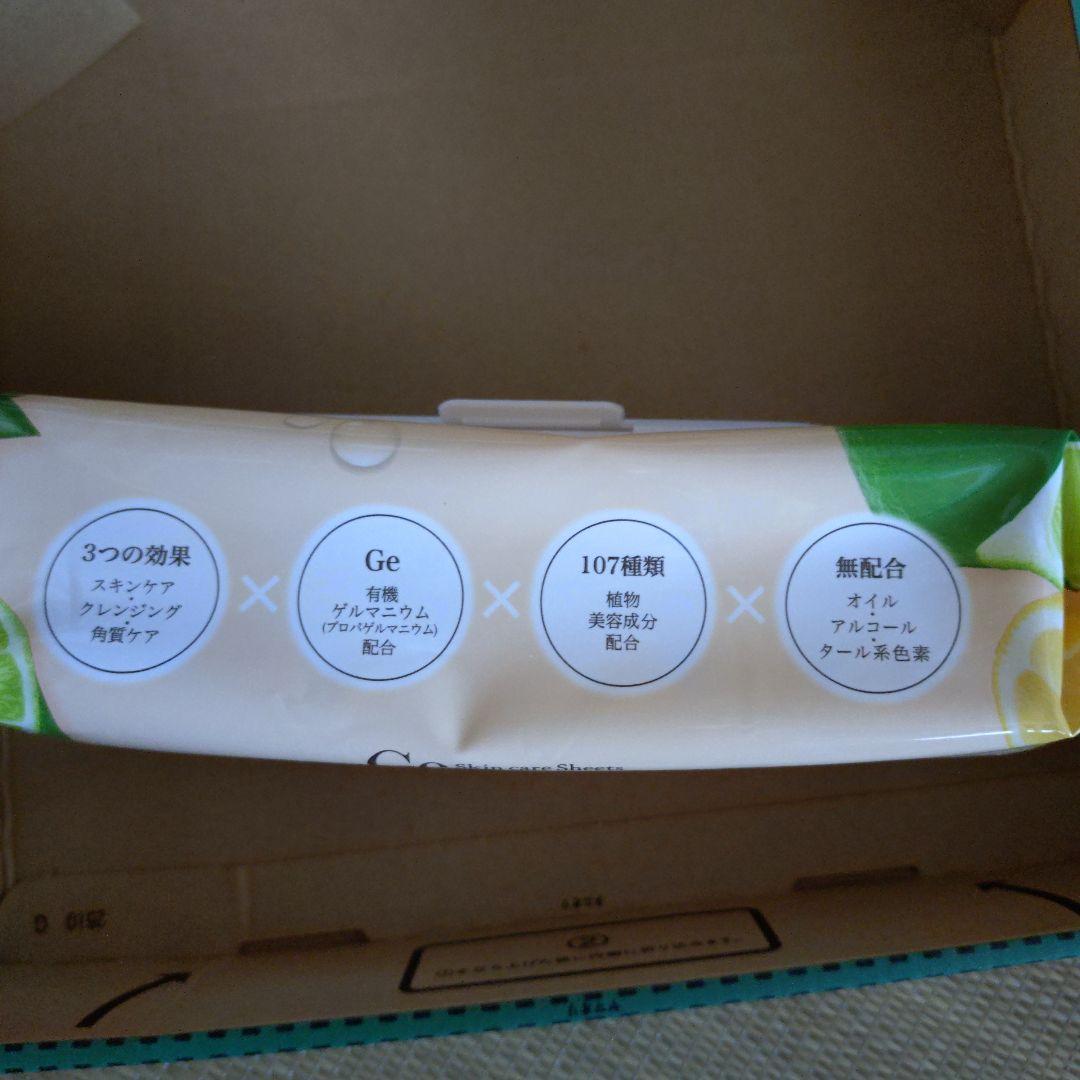 3つの効果
スキンケア
・
クレンジング
・
角質ケア
×
Ge
有機
ゲルマニウム
(プロパゲルマニウム)
配合
×
107種類
植物
美容成分
配合
×
無配合
オイル
・
アルコール
・
タール系色素
Ge Skin care Sheets
2510 G
②